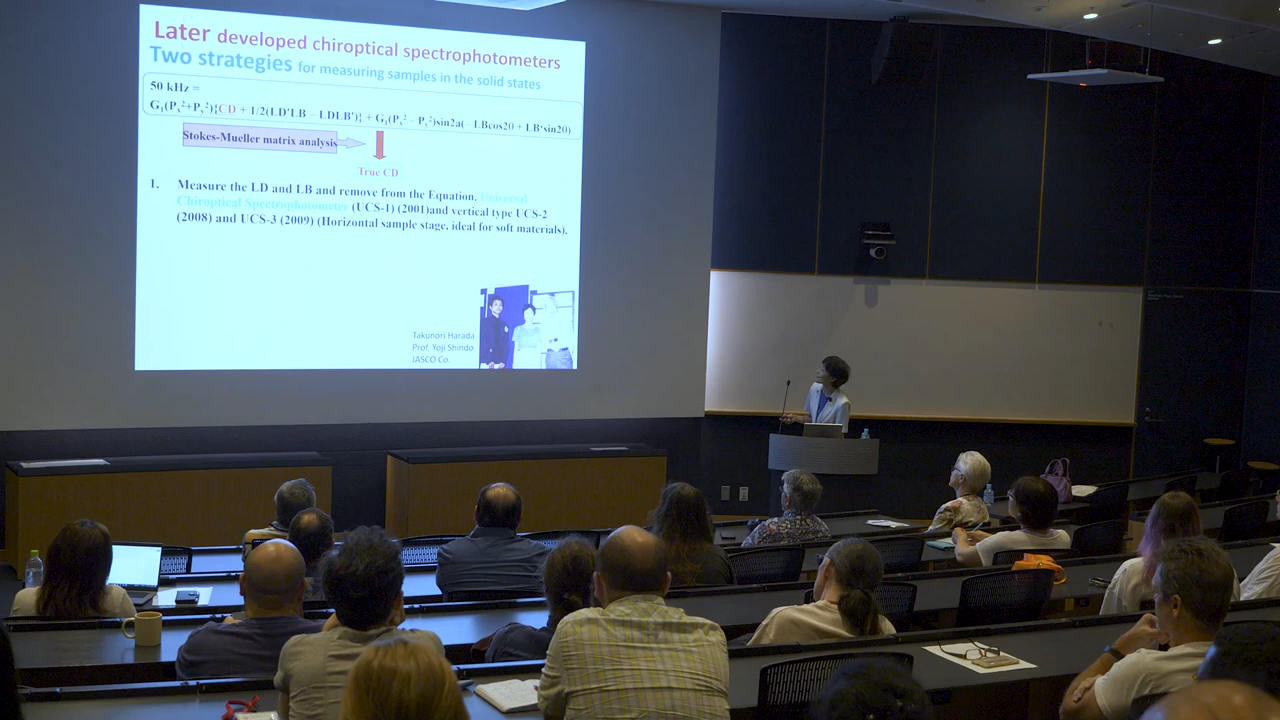 Later developed chiroptical spectrophotometers
Two strategies for measuring samples in the solid states
50 kHz =
G₁(Pₓ²+Pᵧ²){CD + 1/2(LD'LB − LDLB')} + G₁(Pₓ² − Pᵧ²)sin2a(− LBcos2θ + LB'sin2θ)
Stokes-Mueller matrix analysis
True CD
1. Measure the LD and LB and remove from the Equation, Universal
Chiroptical Spectrophotometer (UCS-1) (2001)and vertical type UCS-2
(2008) and UCS-3 (2009) (Horizontal sample stage, ideal for soft materials).
Takunori Harada
Prof. Yoji Shindo
JASCO Co.